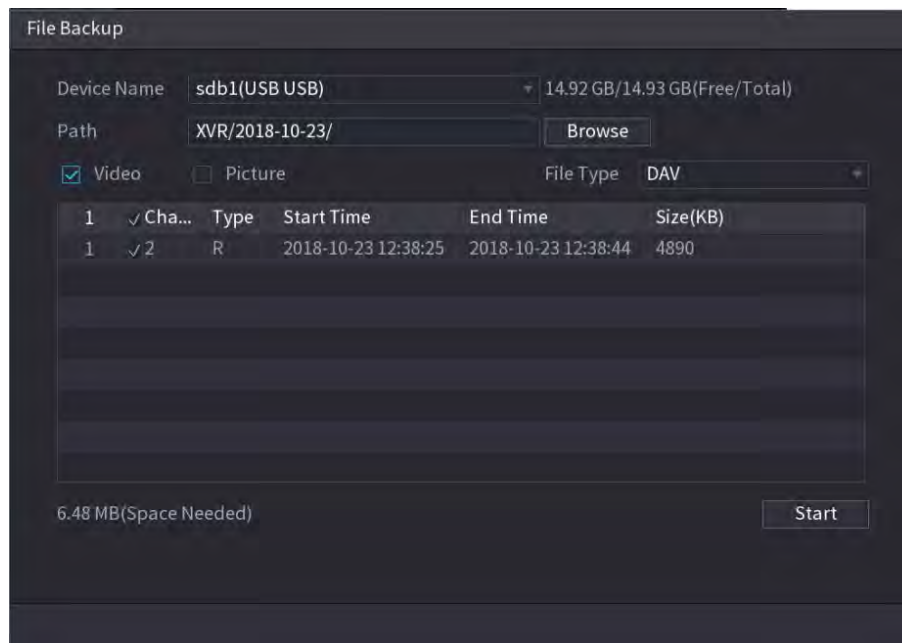 File Backup
Device Name sdb1(USB USB) 14.92 GB/14.93 GB(Free/Total)
Path XVR/2018-10-23/ Browse
Video Picture File Type DAV
1 Cha... Type Start Time End Time Size(KB)
1 2 R 2018-10-23 12:38:25 2018-10-23 12:38:44 4890
6.48 MB(Space Needed) Start